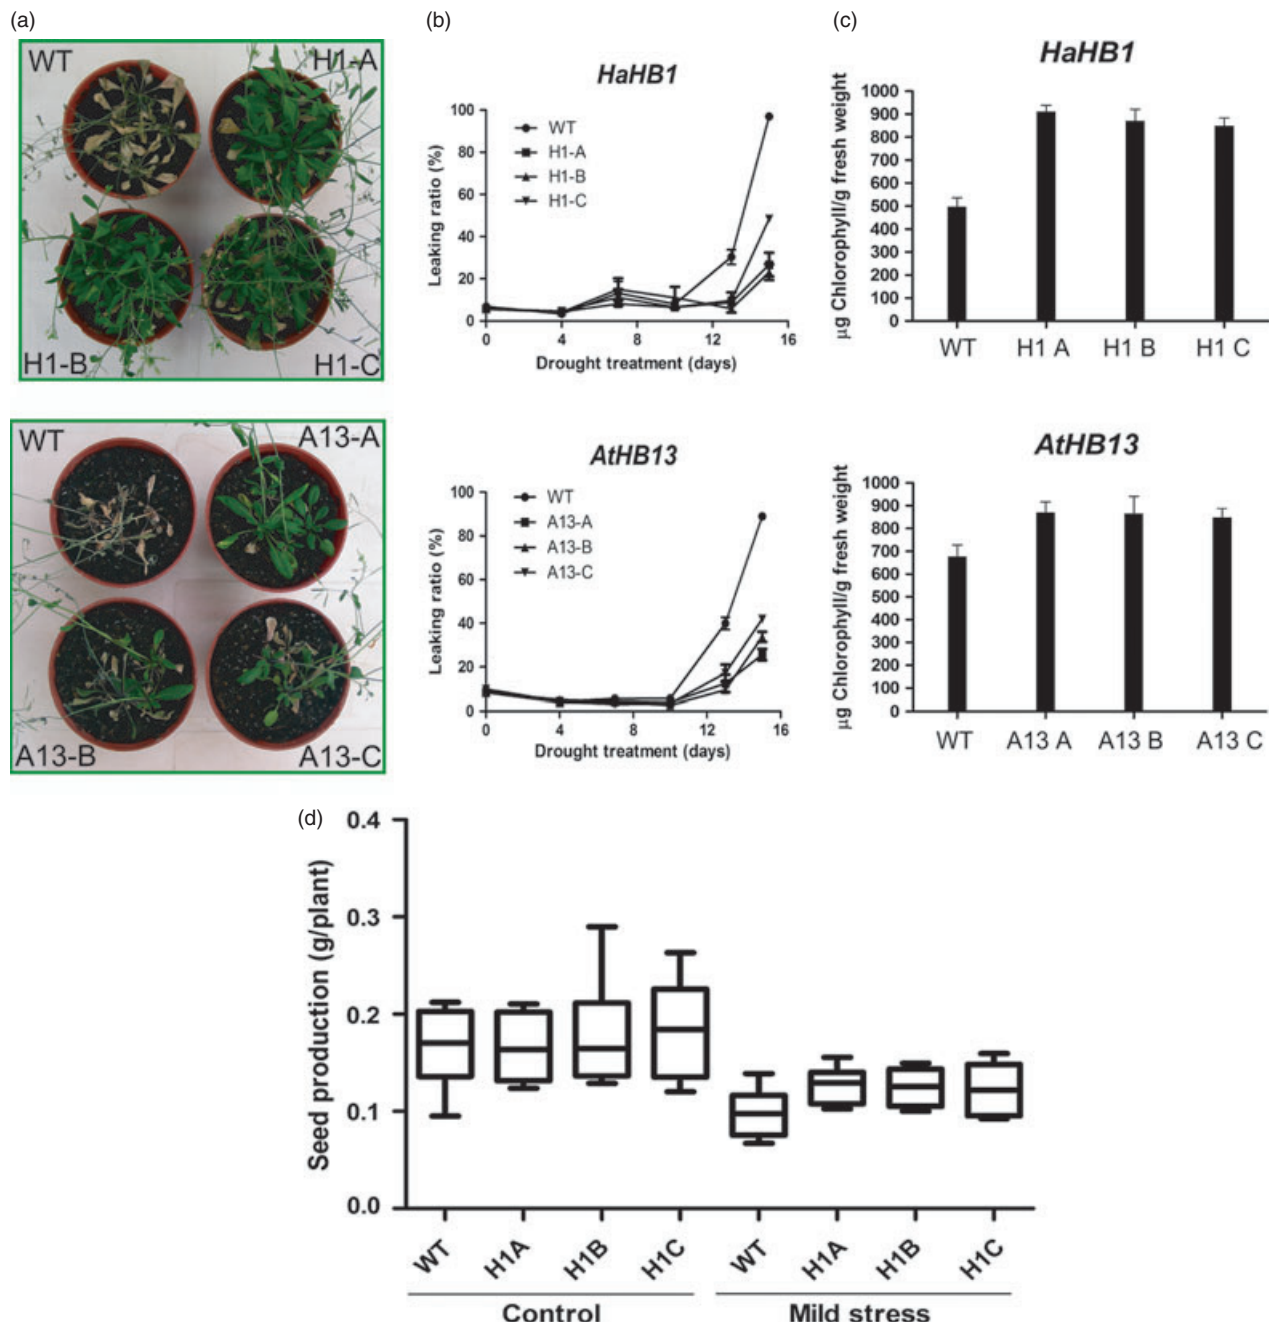 (a)
WT
H1-A
H1-B
H1-C
WT
A13-A
A13-B
A13-C
(b)
HaHB1
Leaking ratio (%)
100
80
60
40
20
0
WT
H1-A
H1-B
H1-C
0 4 8 12 16
Drought treatment (days)
AtHB13
Leaking ratio (%)
100
80
60
40
20
0
WT
A13-A
A13-B
A13-C
0 4 8 12 16
Drought treatment (days)
(c)
HaHB1
µg Chlorophyll/g fresh weight
1000
900
800
700
600
500
400
300
200
100
0
WT H1 A H1 B H1 C
AtHB13
µg Chlorophyll/g fresh weight
1000
900
800
700
600
500
400
300
200
100
0
WT A13 A A13 B A13 C
(d)
Seed production (g/plant)
0.4
0.3
0.2
0.1
0.0
WT H1A H1B H1C WT H1A H1B H1C
Control Mild stress